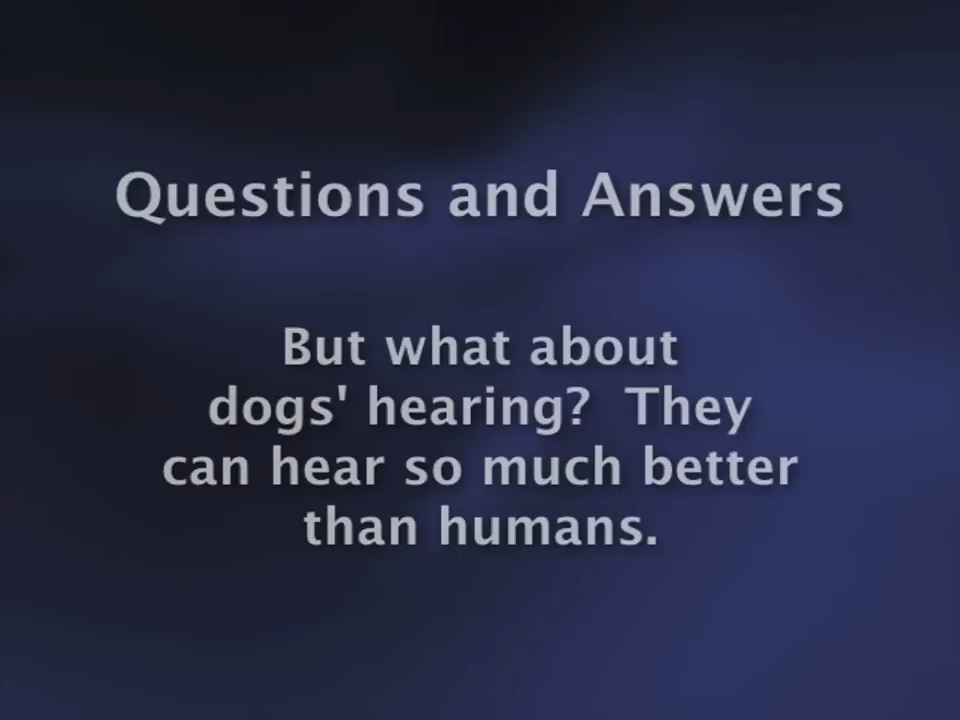 Questions and Answers
But what about
dogs' hearing?  They
can hear so much better
than humans.